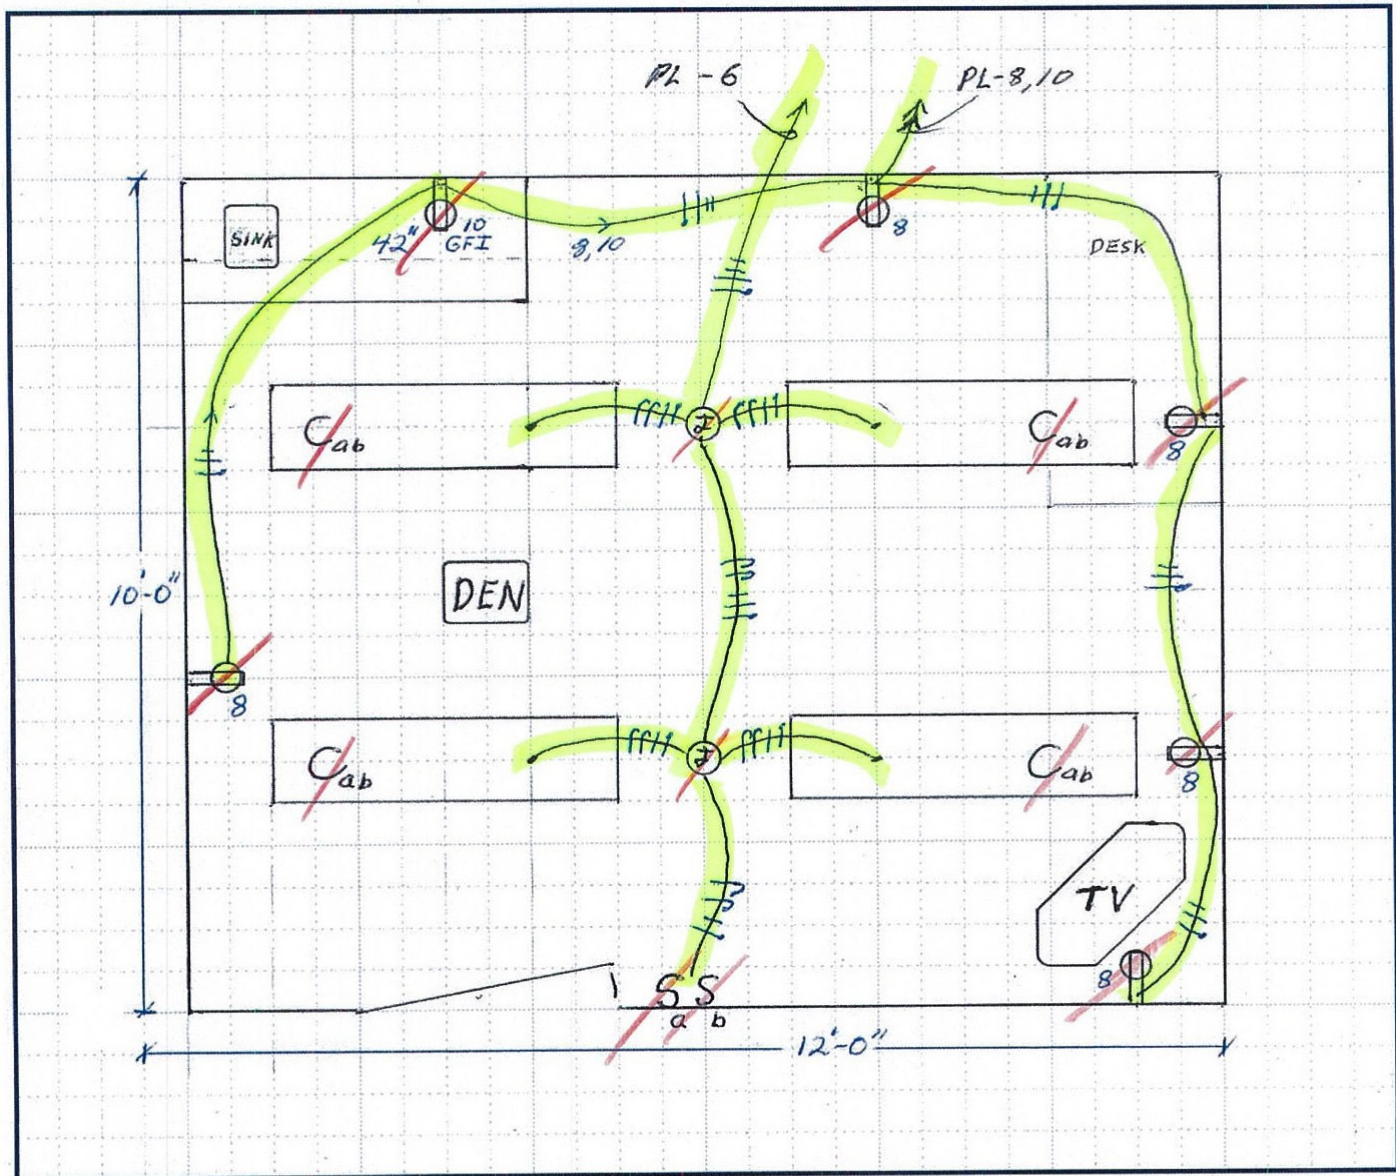 PL -6
PL-8,10
SINK
42"
10
GFI
8,10
8
DESK
J
Cab
Cab
8
10'-0"
DEN
8
J
Cab
Cab
8
TV
8
S S
a b
12'-0"